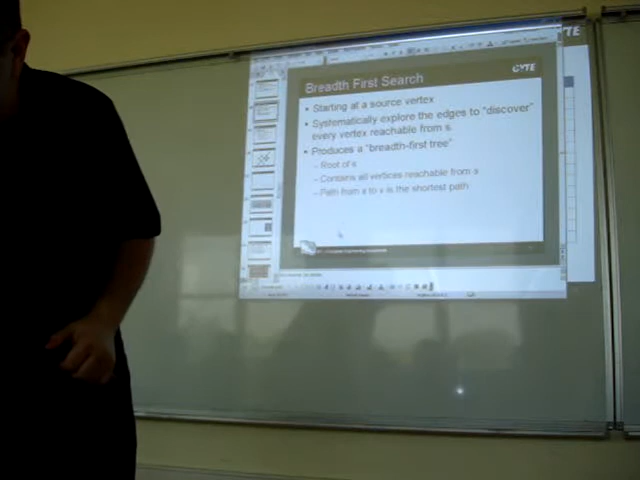 Breadth First Search
Starting at a source vertex
Systematically explore the edges to "discover"
every vertex reachable from s.
Produces a "breadth-first tree"
– Root of s
– Contains all vertices reachable from s
– Path from s to v is the shortest path